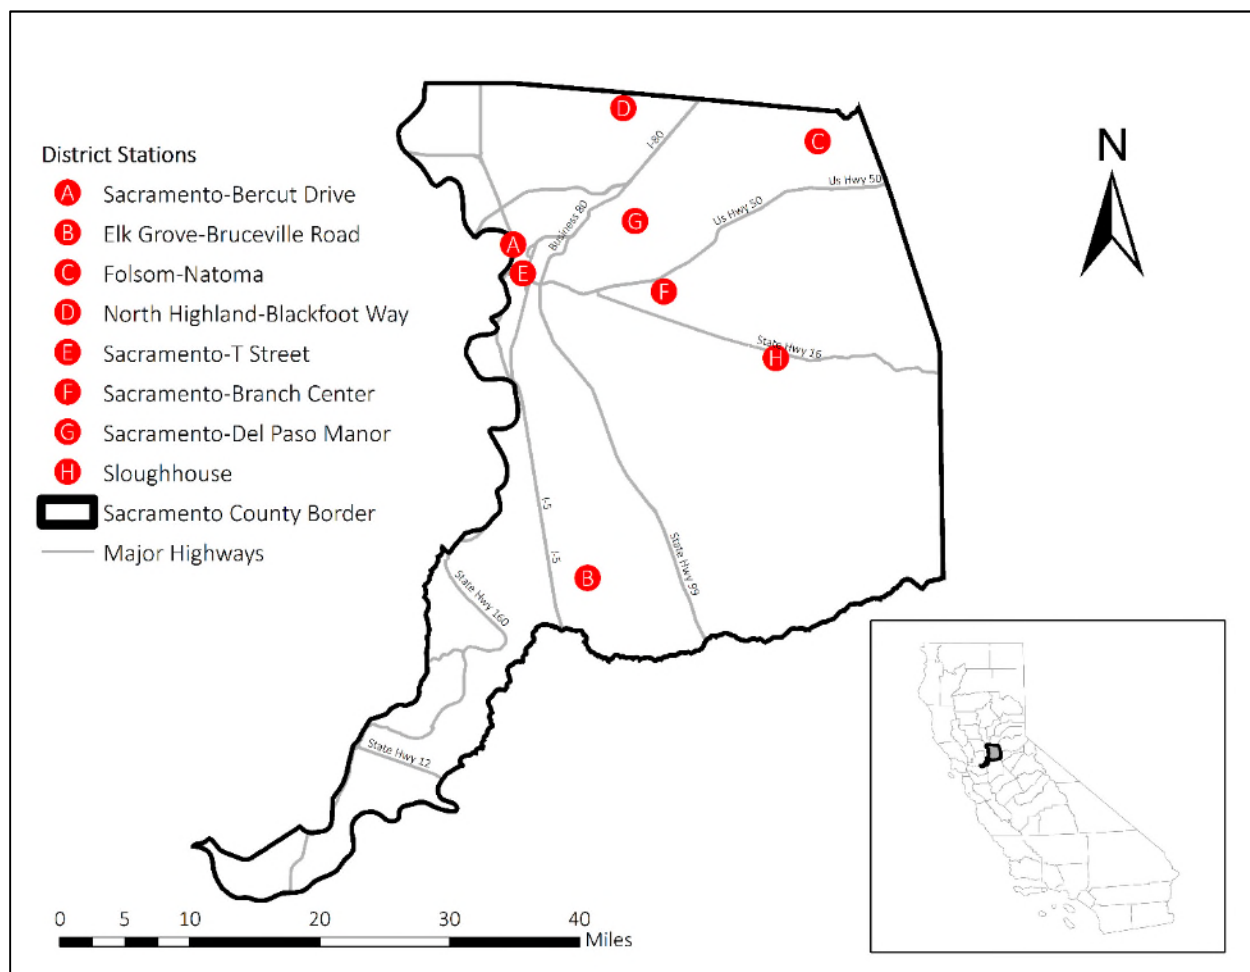 N
District Stations
A Sacramento-Bercut Drive
B Elk Grove-Bruceville Road
C Folsom-Natoma
D North Highland-Blackfoot Way
E Sacramento-T Street
F Sacramento-Branch Center
G Sacramento-Del Paso Manor
H Sloughhouse
Sacramento County Border
Major Highways
D
C
I-80
Us Hwy 50
Us Hwy 50
Business 80
G
A
E
F
State Hwy 16
H
I-5
I-5
State Hwy 99
B
State Hwy 160
State Hwy 12
0 5 10 20 30 40
Miles